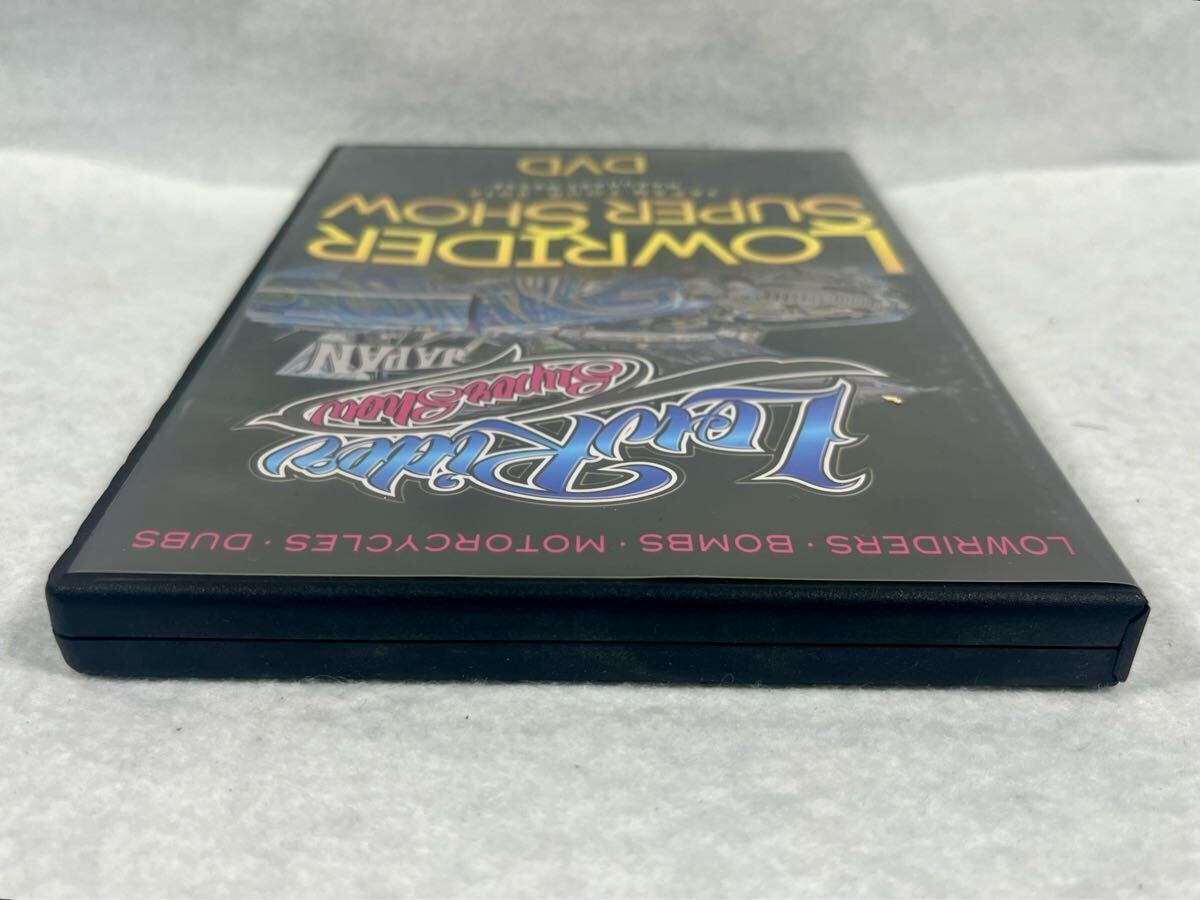 LOWRIDERS · BOMBS · MOTORCYCLES · DUBS
LowRider
Super Show
JAPAN
LOWRIDER
SUPER SHOW
DVD